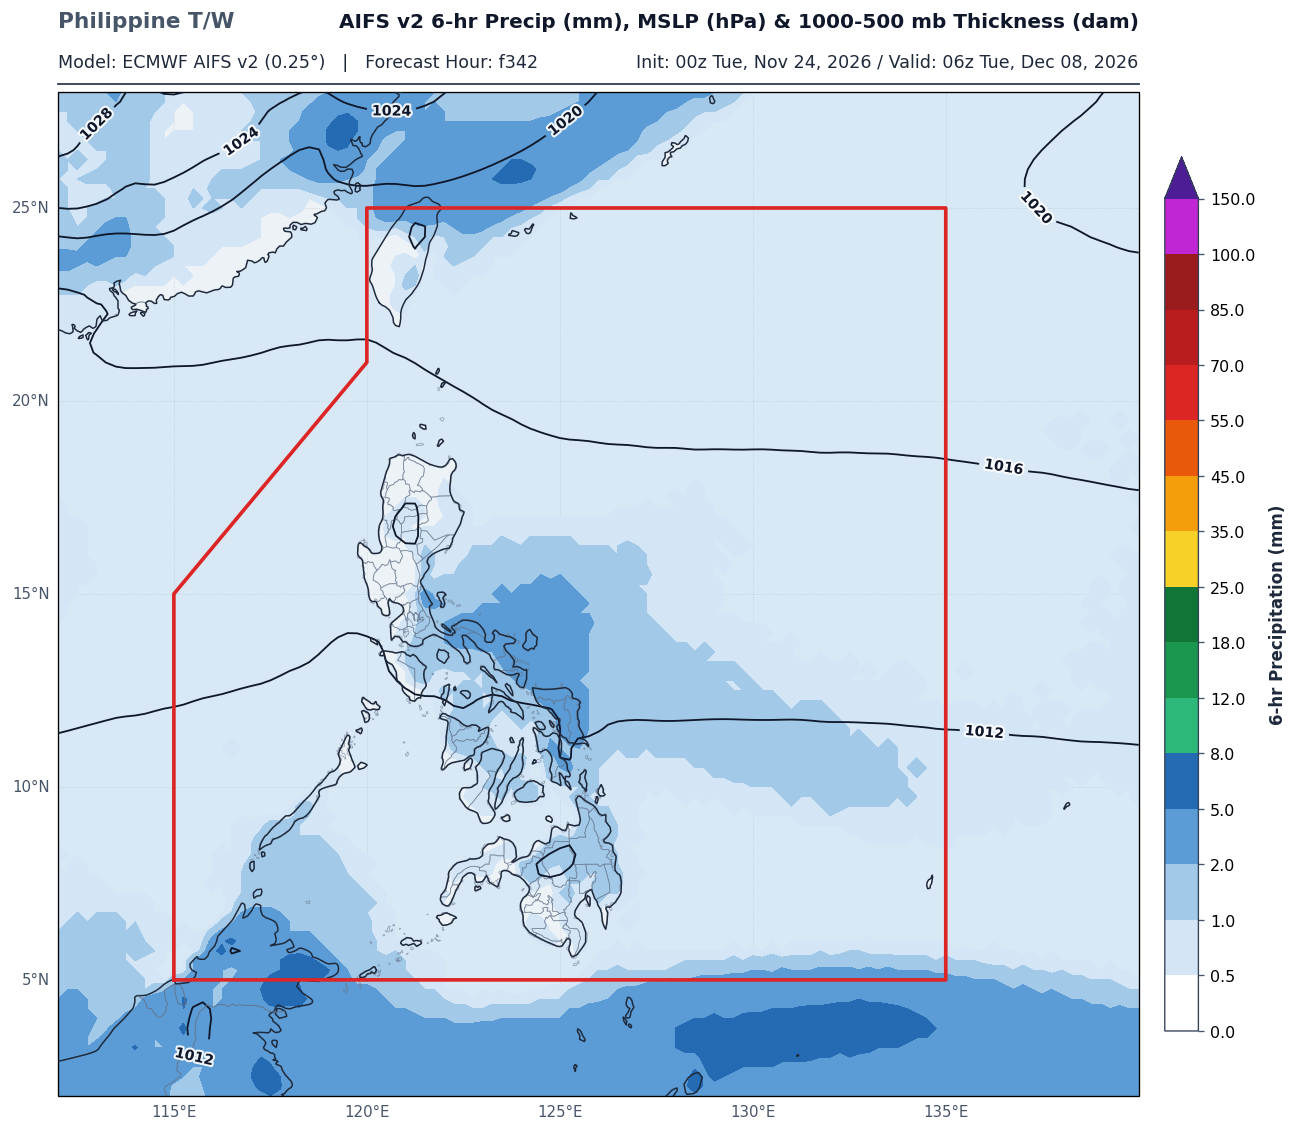 Philippine T/W
AIFS v2 6-hr Precip (mm), MSLP (hPa) & 1000-500 mb Thickness (dam)
Model: ECMWF AIFS v2 (0.25°)   |   Forecast Hour: f342
Init: 00z Tue, Nov 24, 2026 / Valid: 06z Tue, Dec 08, 2026
1028
1024
1024
1020
1020
1016
1012
1012
25°N
20°N
15°N
10°N
5°N
115°E
120°E
125°E
130°E
135°E
150.0
100.0
85.0
70.0
55.0
45.0
35.0
25.0
18.0
12.0
8.0
5.0
2.0
1.0
0.5
0.0
6-hr Precipitation (mm)